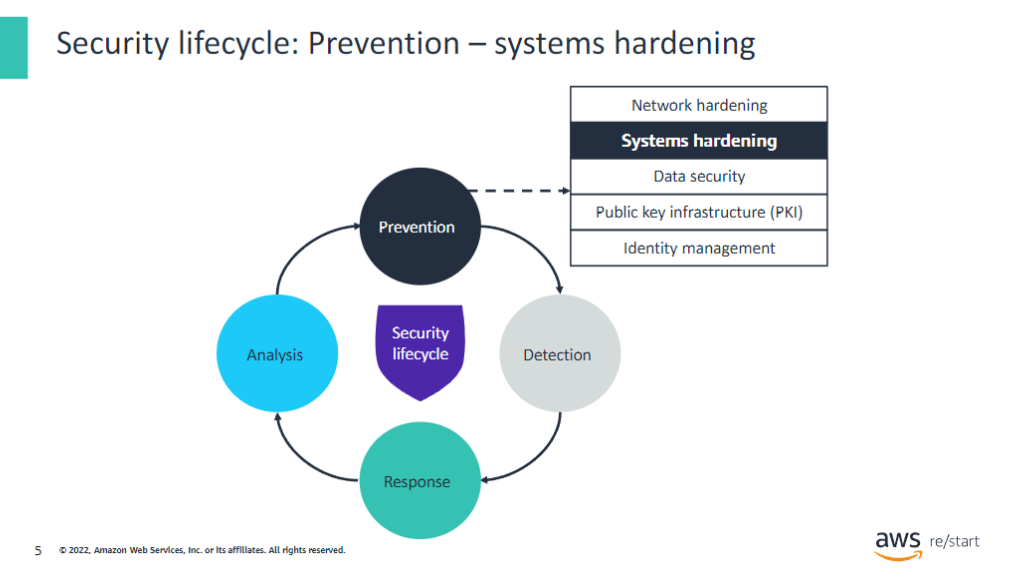 Security lifecycle: Prevention – systems hardening
Network hardening
Systems hardening
Data security
Public key infrastructure (PKI)
Identity management
Prevention
Security
lifecycle
Analysis
Detection
Response
5
© 2022, Amazon Web Services, Inc. or its affiliates. All rights reserved.
aws re/start